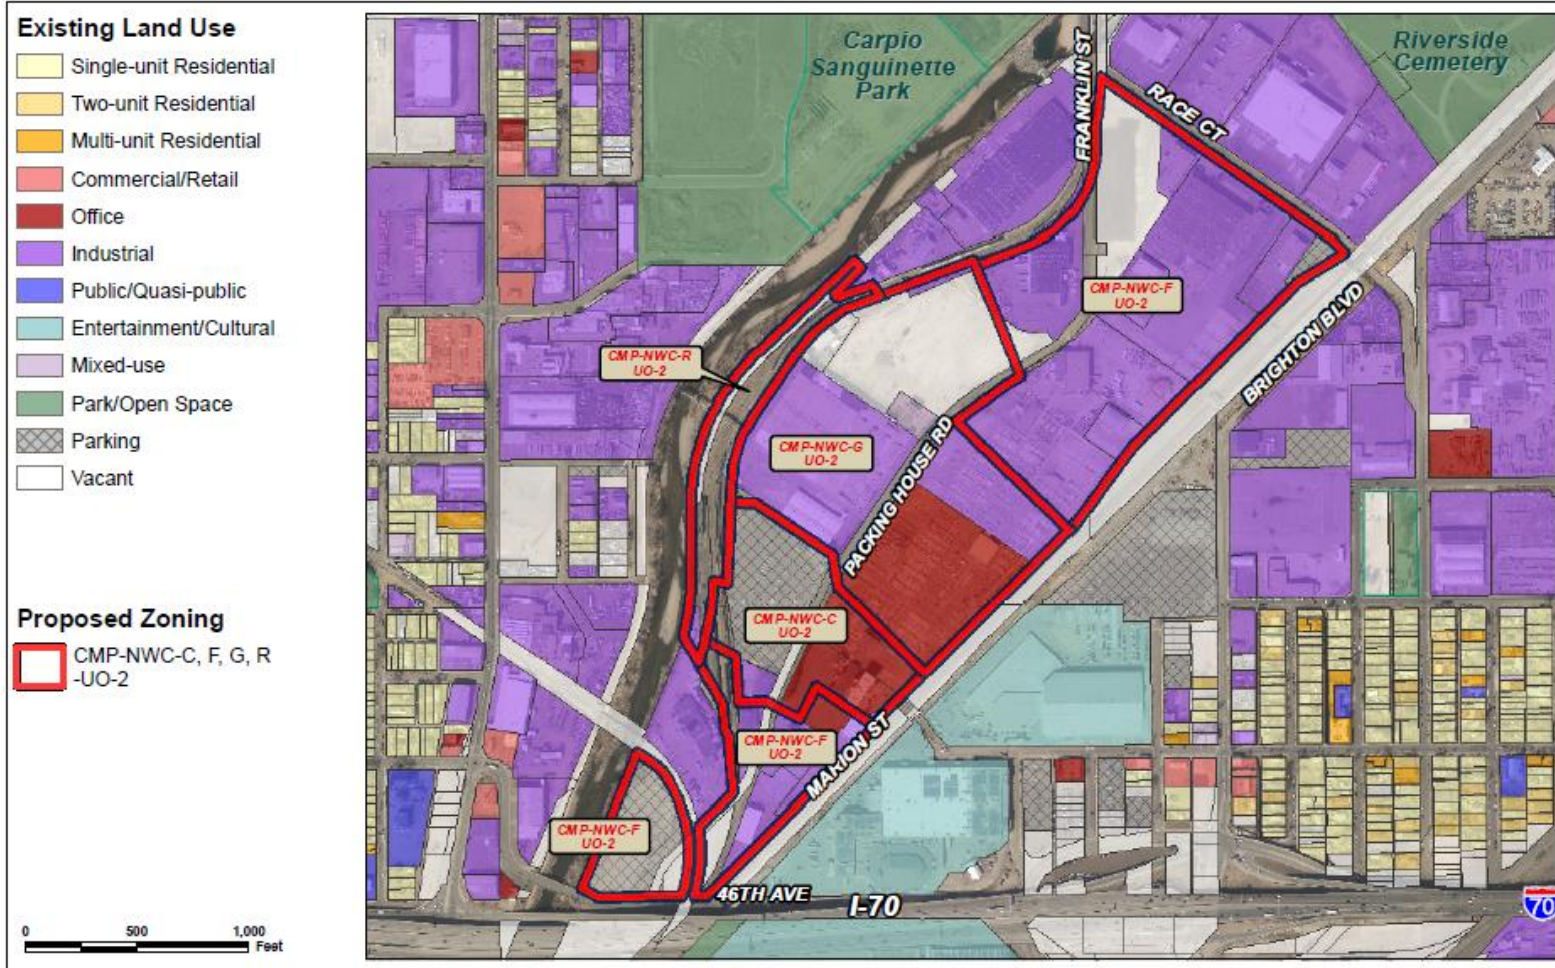 Existing Land Use
Single-unit Residential
Two-unit Residential
Multi-unit Residential
Commercial/Retail
Office
Industrial
Public/Quasi-public
Entertainment/Cultural
Mixed-use
Park/Open Space
Parking
Vacant
Proposed Zoning
CMP-NWC-C, F, G, R
-UO-2
0 500 1,000
Feet
Carpio
Sanguinette
Park
Riverside
Cemetery
FRANKLIN ST
RACE CT
CMP-NWC-F
UO-2
BRIGHTON BLVD
CMP-NWC-R
UO-2
CMP-NWC-G
UO-2
PACKING HOUSE RD
CMP-NWC-C
UO-2
CMP-NWC-F
UO-2
MARION ST
CMP-NWC-F
UO-2
46TH AVE
I-70
70